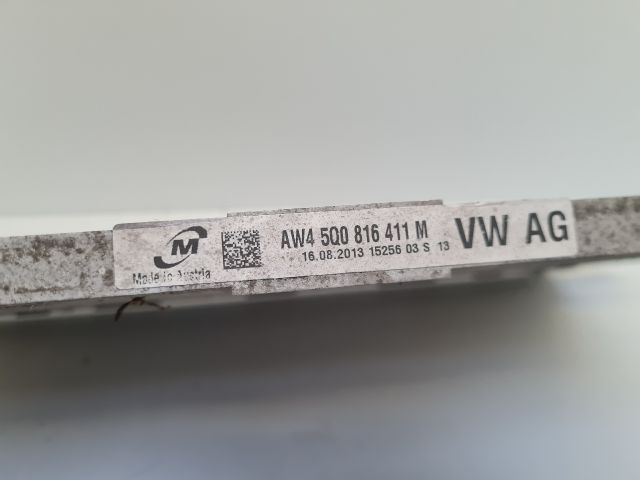 M
Made in Austria
AW4 5Q0 816 411 M
16.08.2013 15256 03 S 13
VW AG